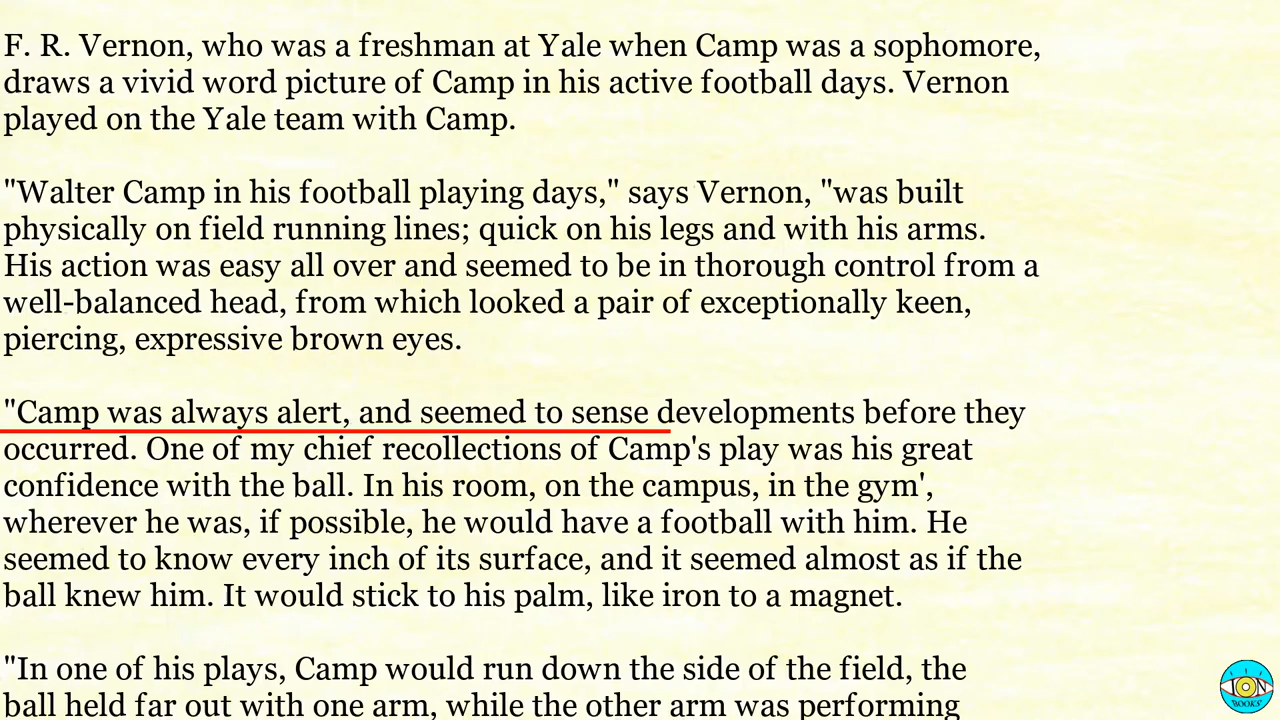 F. R. Vernon, who was a freshman at Yale when Camp was a sophomore,
draws a vivid word picture of Camp in his active football days. Vernon
played on the Yale team with Camp.
"Walter Camp in his football playing days," says Vernon, "was built
physically on field running lines; quick on his legs and with his arms.
His action was easy all over and seemed to be in thorough control from a
well-balanced head, from which looked a pair of exceptionally keen,
piercing, expressive brown eyes.
"Camp was always alert, and seemed to sense developments before they
occurred. One of my chief recollections of Camp's play was his great
confidence with the ball. In his room, on the campus, in the gym',
wherever he was, if possible, he would have a football with him. He
seemed to know every inch of its surface, and it seemed almost as if the
ball knew him. It would stick to his palm, like iron to a magnet.
"In one of his plays, Camp would run down the side of the field, the
ball held far out with one arm, while the other arm was performing
ION
BOOKS